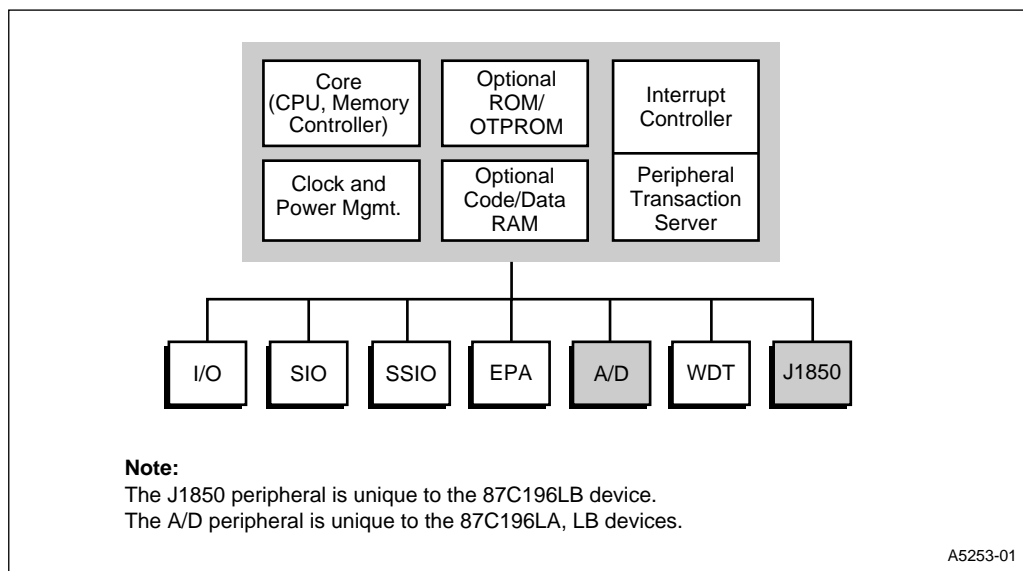 Core
(CPU, Memory
Controller)
Optional
ROM/
OTPROM
Interrupt
Controller
Clock and
Power Mgmt.
Optional
Code/Data
RAM
Peripheral
Transaction
Server
I/O
SIO
SSIO
EPA
A/D
WDT
J1850
Note:
The J1850 peripheral is unique to the 87C196LB device.
The A/D peripheral is unique to the 87C196LA, LB devices.
A5253-01